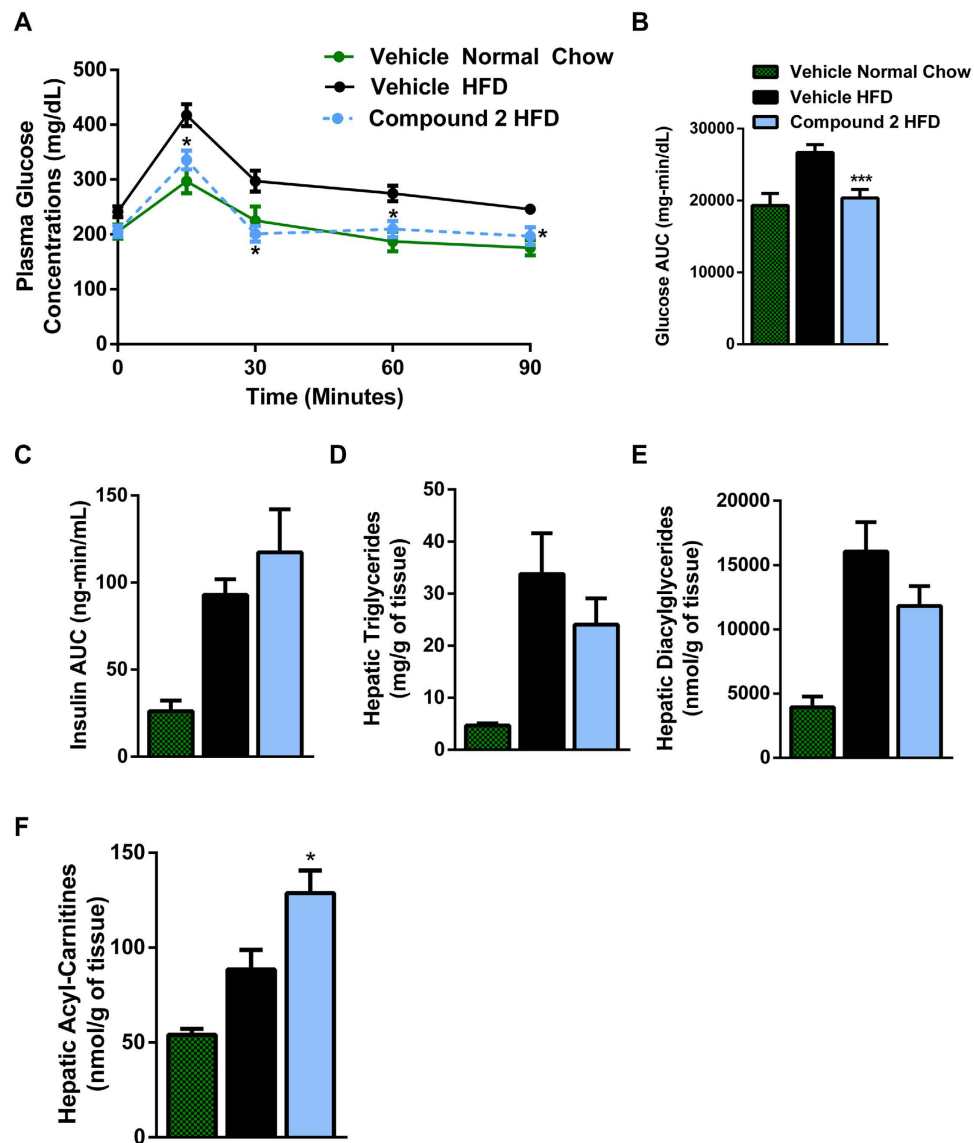 A
Vehicle Normal Chow
Vehicle HFD
Compound 2 HFD
Plasma Glucose
Concentrations (mg/dL)
500
400
300
200
100
0
*
*
*
*
0
30
60
90
Time (Minutes)
B
Vehicle Normal Chow
Vehicle HFD
Compound 2 HFD
Glucose AUC (mg-min/dL)
30000
20000
10000
0
***
C
Insulin AUC (ng-min/mL)
150
100
50
0
D
Hepatic Triglycerides
(mg/g of tissue)
50
40
30
20
10
0
E
Hepatic Diacylglycerides
(nmol/g of tissue)
20000
15000
10000
5000
0
F
Hepatic Acyl-Carnitines
(nmol/g of tissue)
150
100
50
0
*